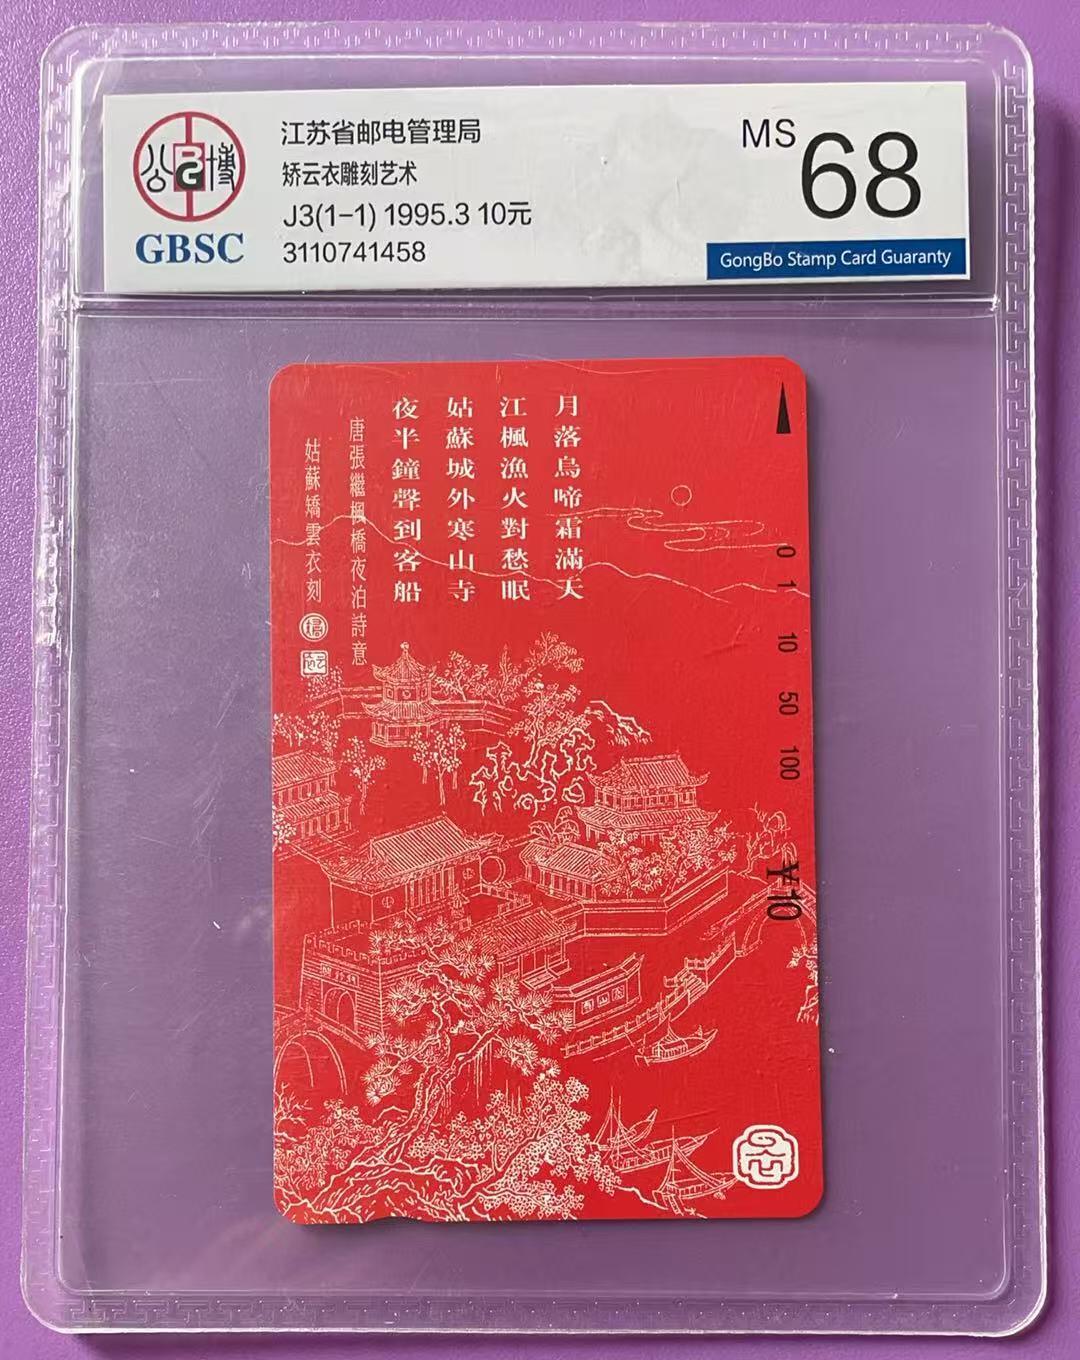 公博
BG
GBSC
江苏省邮电管理局
矫云衣雕刻艺术
J3(1-1) 1995.3 10元
3110741458
MS 68
GongBo Stamp Card Guaranty
月落烏啼霜滿天
江楓漁火對愁眠
姑蘇城外寒山寺
夜半鐘聲到客船
唐張繼楓橋夜泊詩意
姑蘇矯雲衣刻
0
1
10
50
100
¥10